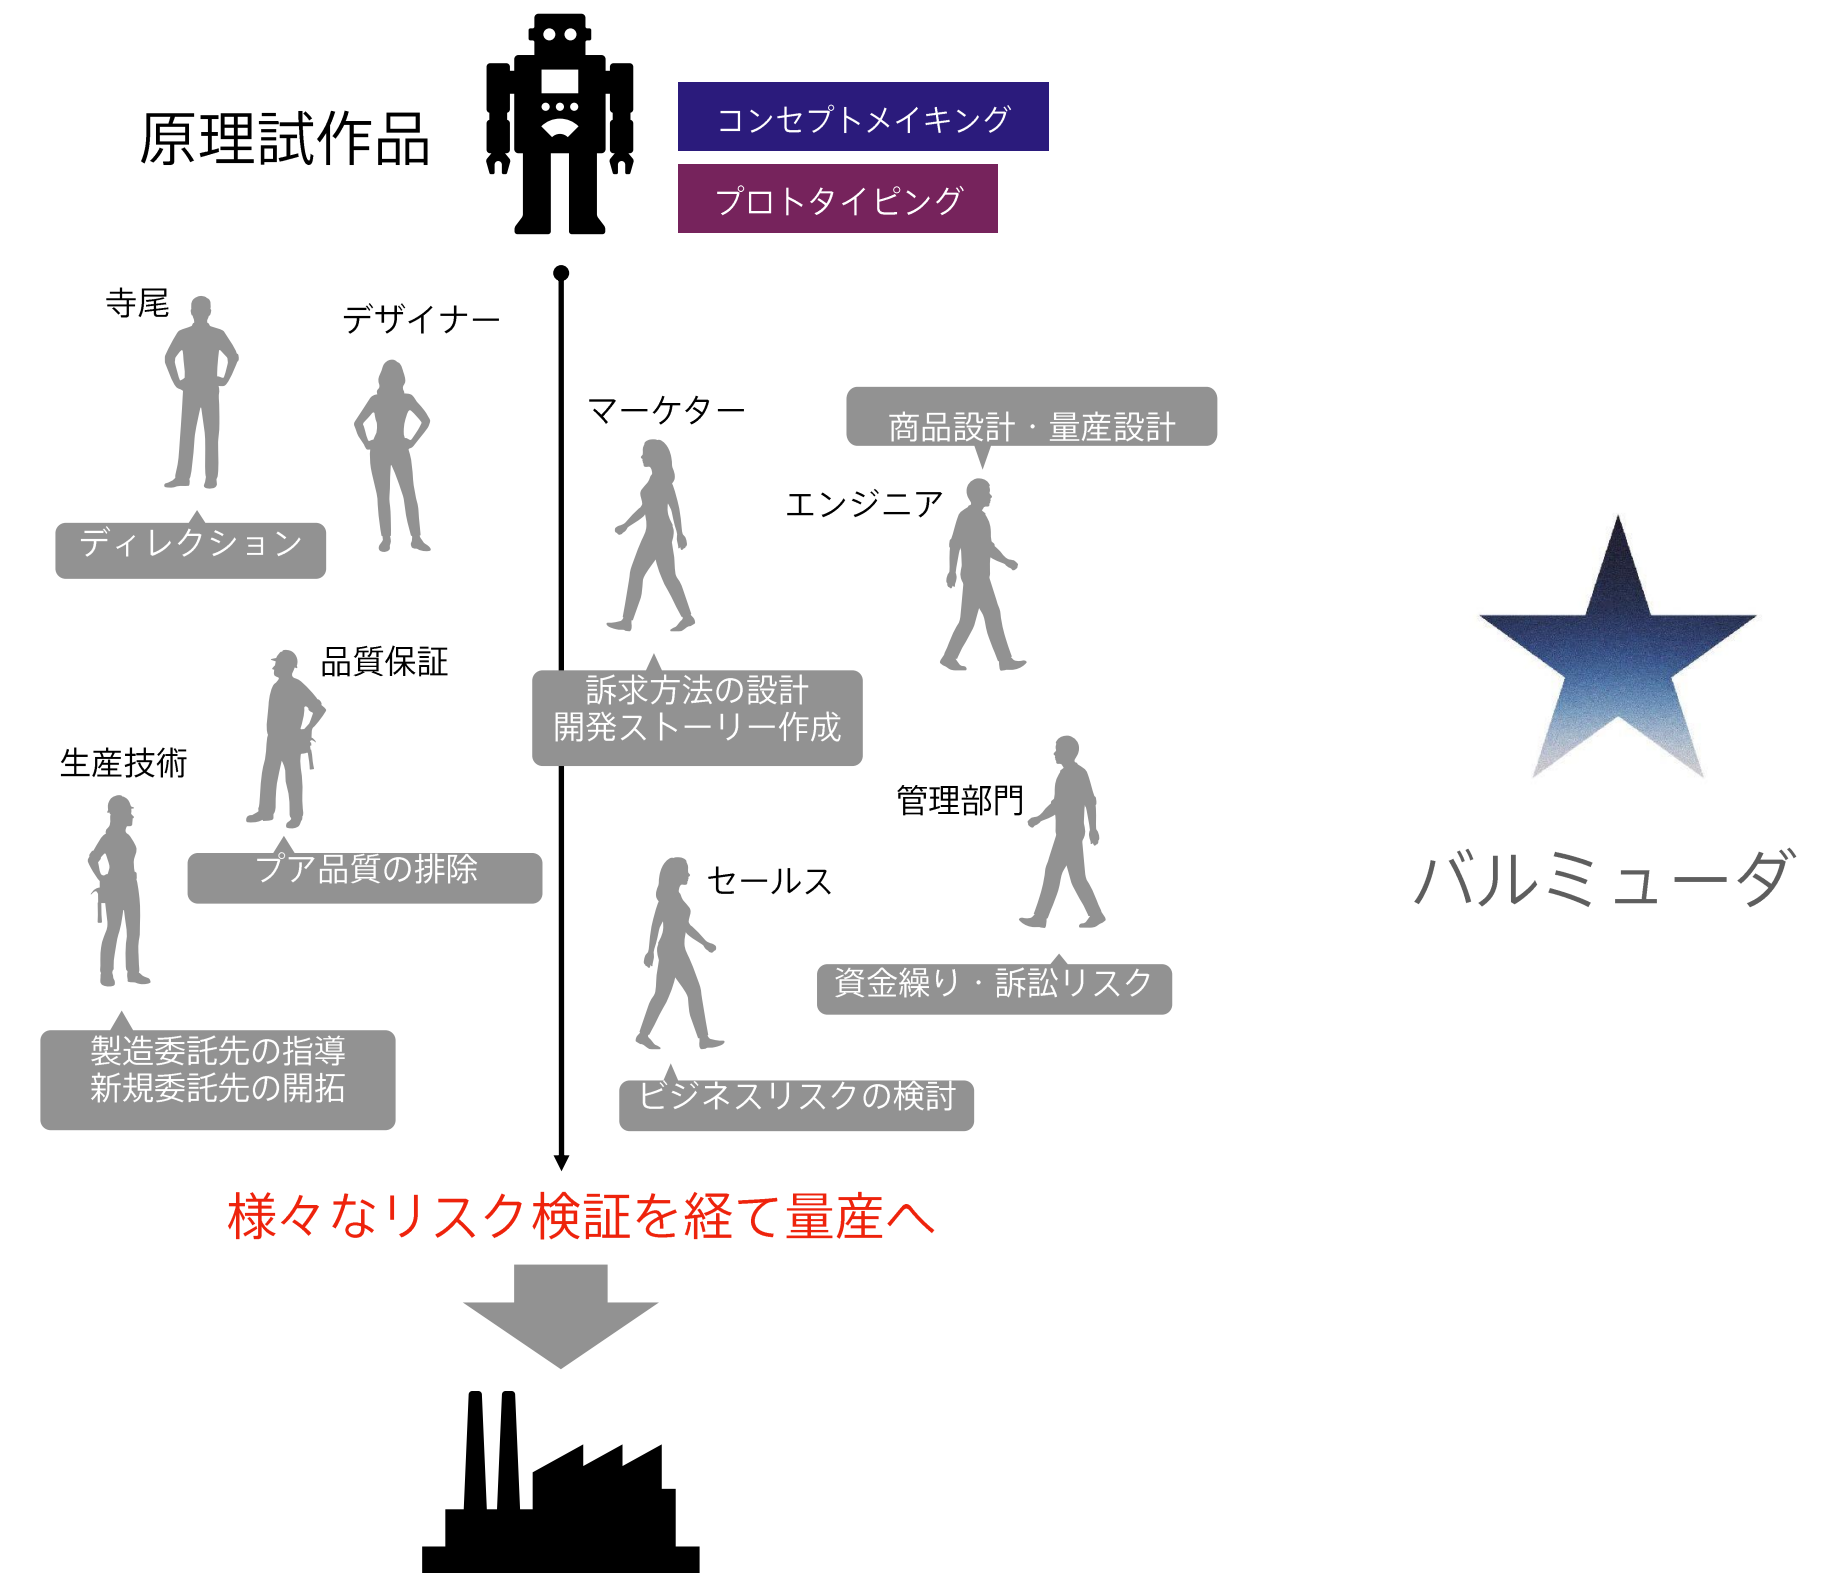 原理試作品
コンセプトメイキング
プロトタイピング
寺尾
デザイナー
ディレクション
マーケター
商品設計・量産設計
エンジニア
品質保証
訴求方法の設計
開発ストーリー作成
生産技術
プア品質の排除
管理部門
セールス
バルミューダ
資金繰り・訴訟リスク
製造委託先の指導
新規委託先の開拓
ビジネスリスクの検討
様々なリスク検証を経て量産へ